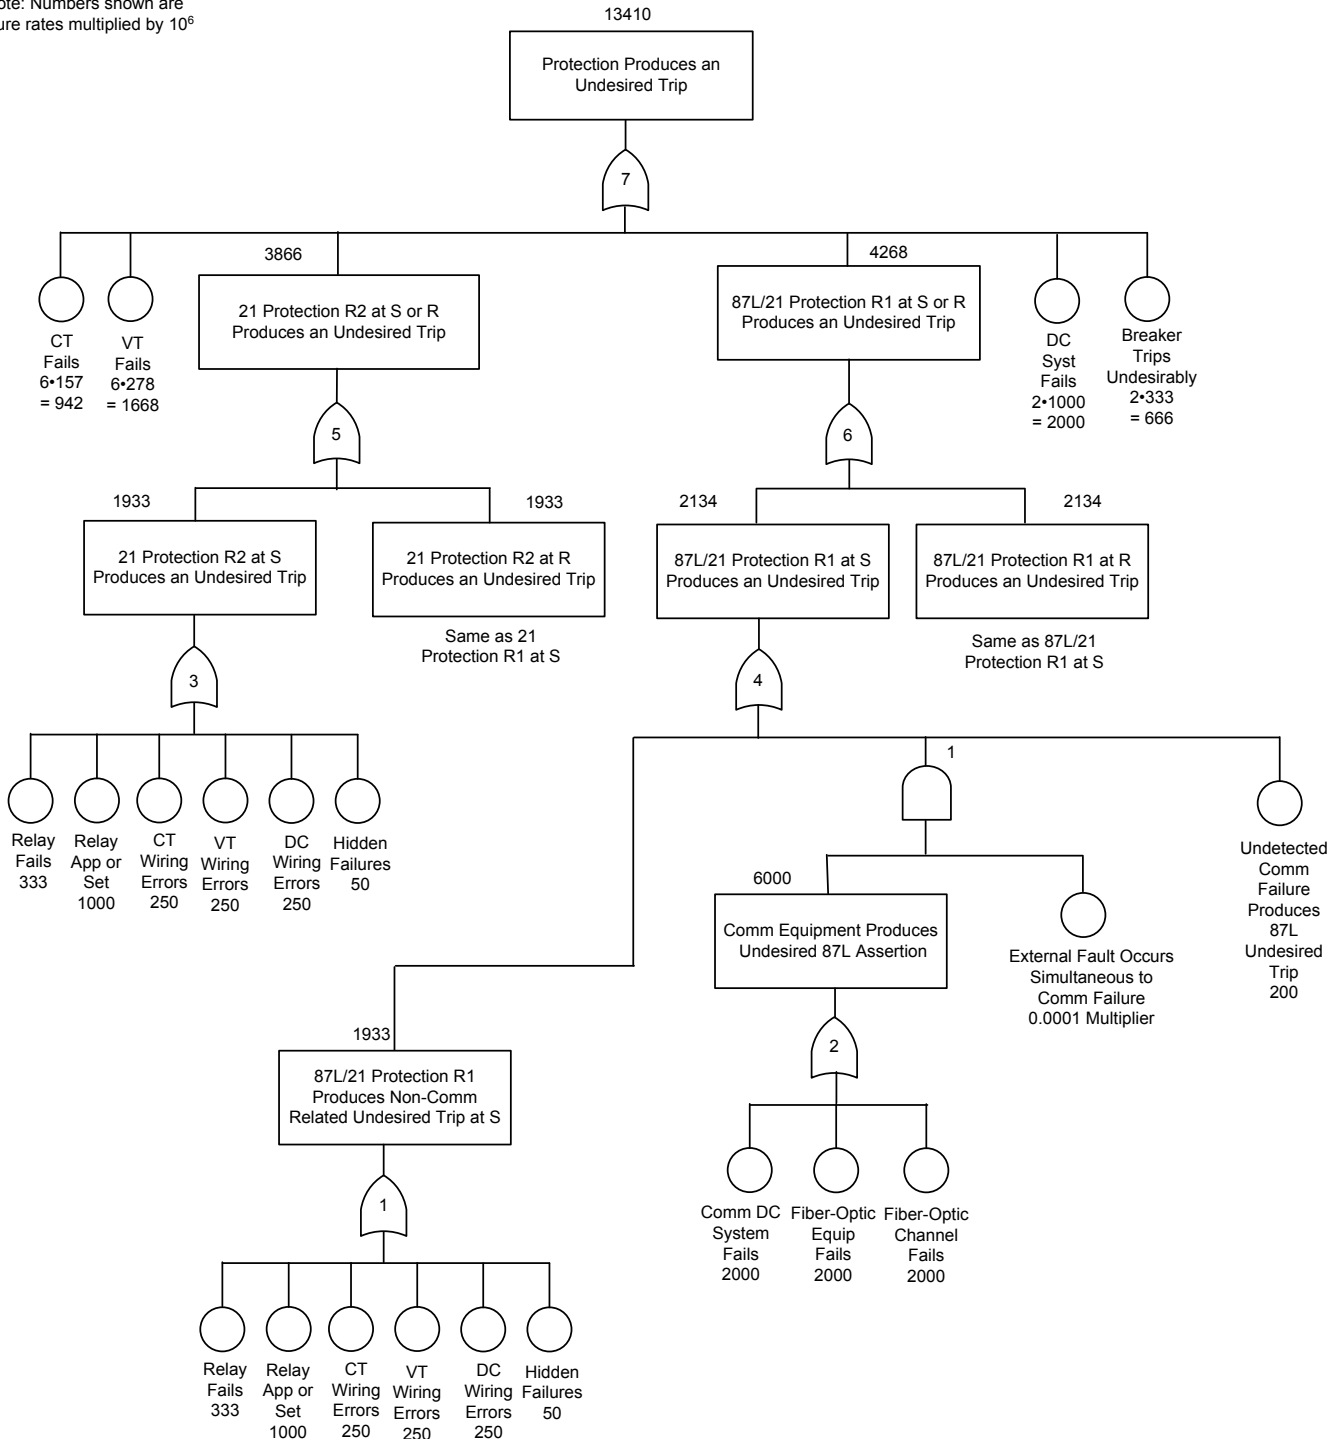 ote: Numbers shown are
ure rates multiplied by 10⁶
13410
Protection Produces an
Undesired Trip
7
3866
4268
21 Protection R2 at S or R
Produces an Undesired Trip
87L/21 Protection R1 at S or R
Produces an Undesired Trip
CT
Fails
6•157
= 942
VT
Fails
6•278
= 1668
DC
Syst
Fails
2•1000
= 2000
Breaker
Trips
Undesirably
2•333
= 666
5
6
1933
1933
2134
2134
21 Protection R2 at S
Produces an Undesired Trip
21 Protection R2 at R
Produces an Undesired Trip
87L/21 Protection R1 at S
Produces an Undesired Trip
87L/21 Protection R1 at R
Produces an Undesired Trip
Same as 21
Protection R1 at S
Same as 87L/21
Protection R1 at S
3
4
1
Relay
Fails
333
Relay
App or
Set
1000
CT
Wiring
Errors
250
VT
Wiring
Errors
250
DC
Wiring
Errors
250
Hidden
Failures
50
6000
Comm Equipment Produces
Undesired 87L Assertion
External Fault Occurs
Simultaneous to
Comm Failure
0.0001 Multiplier
Undetected
Comm
Failure
Produces
87L
Undesired
Trip
200
1933
87L/21 Protection R1
Produces Non-Comm
Related Undesired Trip at S
2
Comm DC
System
Fails
2000
Fiber-Optic
Equip
Fails
2000
Fiber-Optic
Channel
Fails
2000
1
Relay
Fails
333
Relay
App or
Set
1000
CT
Wiring
Errors
250
VT
Wiring
Errors
250
DC
Wiring
Errors
250
Hidden
Failures
50